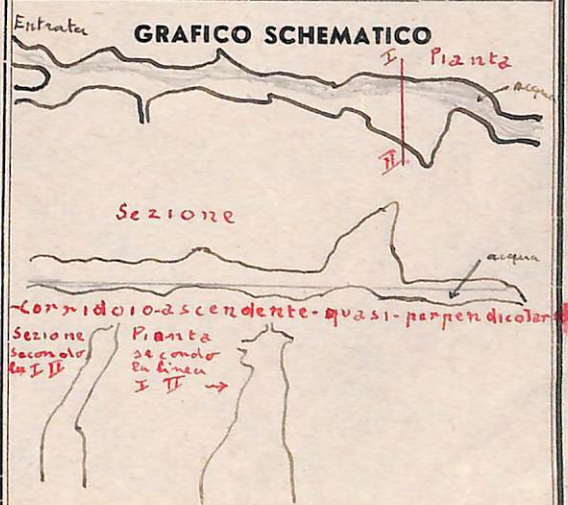 Entrata
GRAFICO SCHEMATICO
I Pianta
acqua
II
Sezione
acqua
-corridoio-ascendente-quasi-perpendicolar
Sezione
secondo
la I II
Pianta
secondo
la linea
I II →